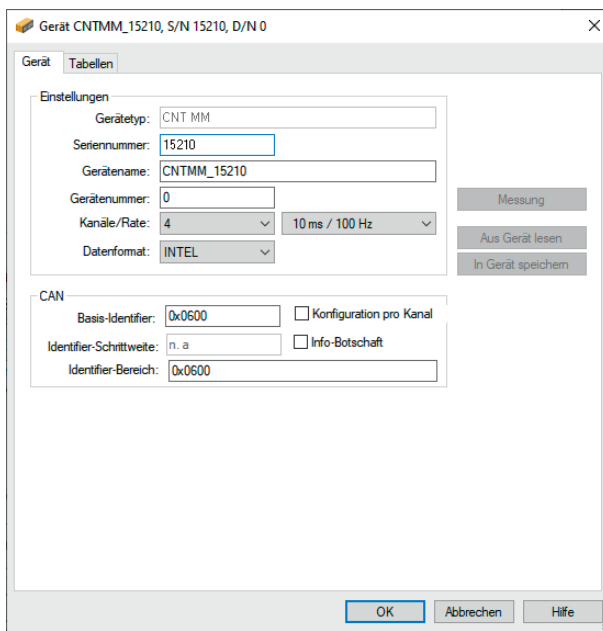 Gerät CNTMM_15210, S/N 15210, D/N 0
Gerät Tabellen
Einstellungen
Gerätetyp: CNT MM
Seriennummer: 15210
Gerätename: CNTMM_15210
Gerätenummer: 0
Messung
Kanäle/Rate: 4 10 ms / 100 Hz
Aus Gerät lesen
Datenformat: INTEL
In Gerät speichern
CAN
Basis-Identifier: 0x0600 Konfiguration pro Kanal
Identifier-Schrittweite: n. a Info-Botschaft
Identifier-Bereich: 0x0600
OK Abbrechen Hilfe